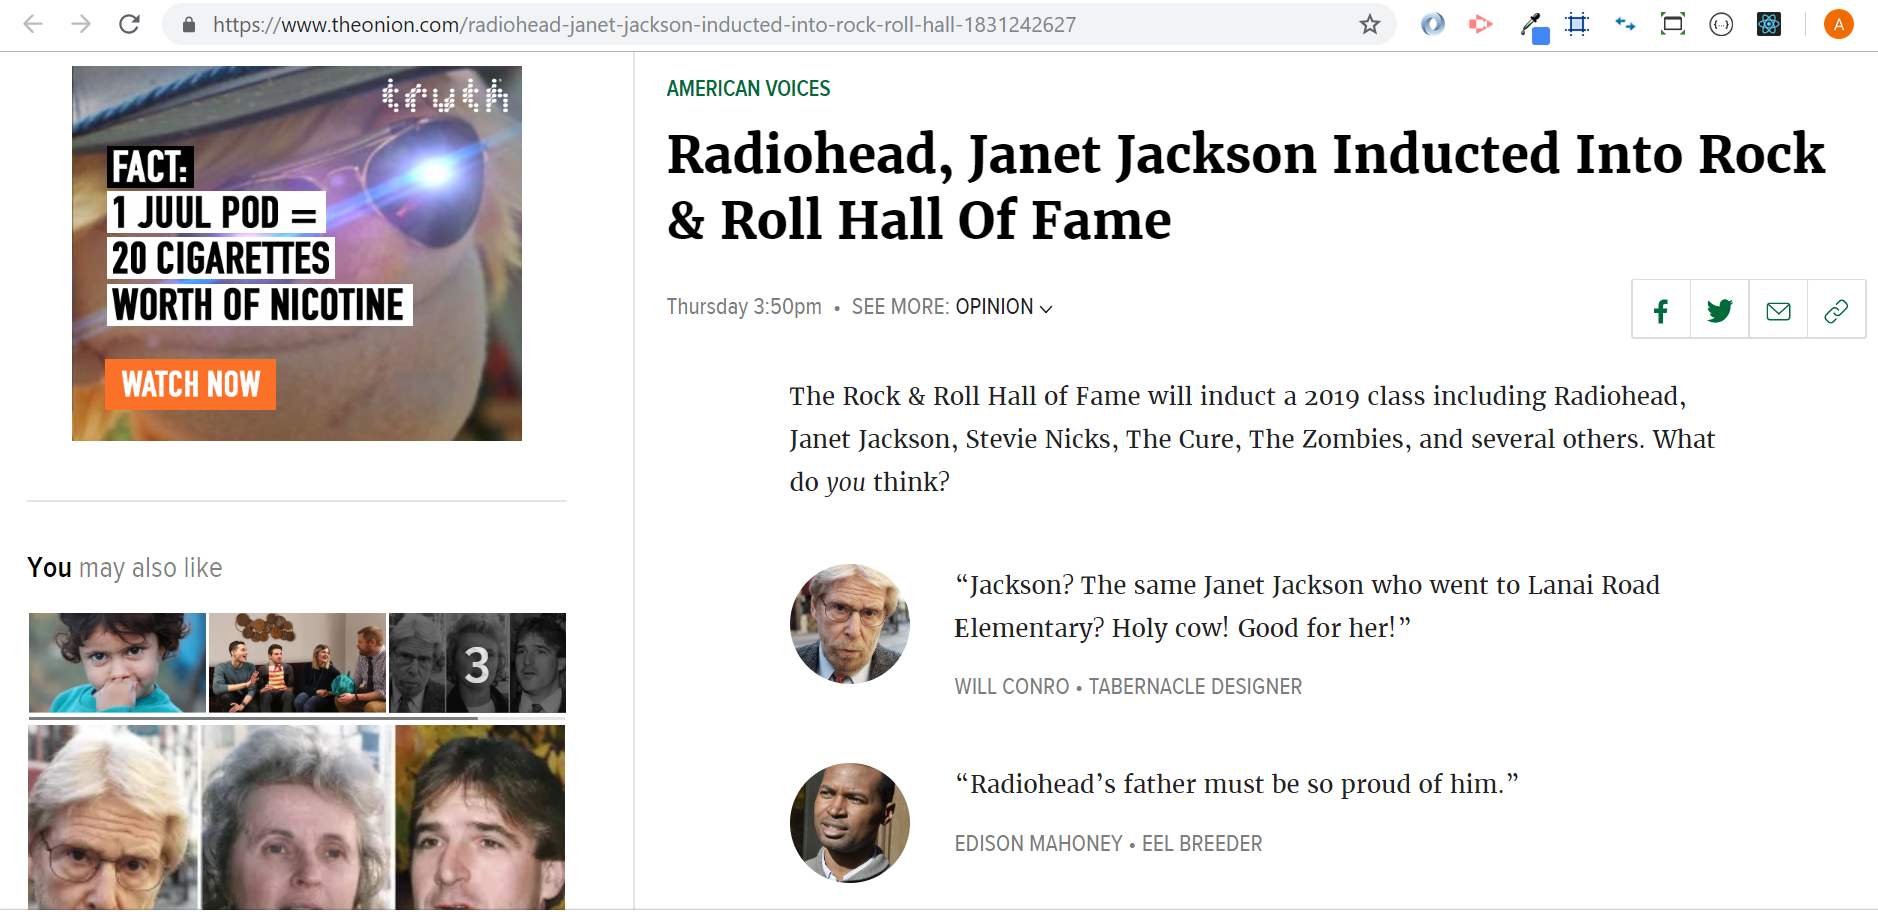 https://www.theonion.com/radiohead-janet-jackson-inducted-into-rock-roll-hall-1831242627
A
truth
FACT:
1 JUUL POD =
20 CIGARETTES
WORTH OF NICOTINE
WATCH NOW
You may also like
3
AMERICAN VOICES
Radiohead, Janet Jackson Inducted Into Rock
& Roll Hall Of Fame
Thursday 3:50pm • SEE MORE: OPINION
The Rock & Roll Hall of Fame will induct a 2019 class including Radiohead,
Janet Jackson, Stevie Nicks, The Cure, The Zombies, and several others. What
do you think?
“Jackson? The same Janet Jackson who went to Lanai Road
Elementary? Holy cow! Good for her!”
WILL CONRO • TABERNACLE DESIGNER
“Radiohead’s father must be so proud of him.”
EDISON MAHONEY • EEL BREEDER